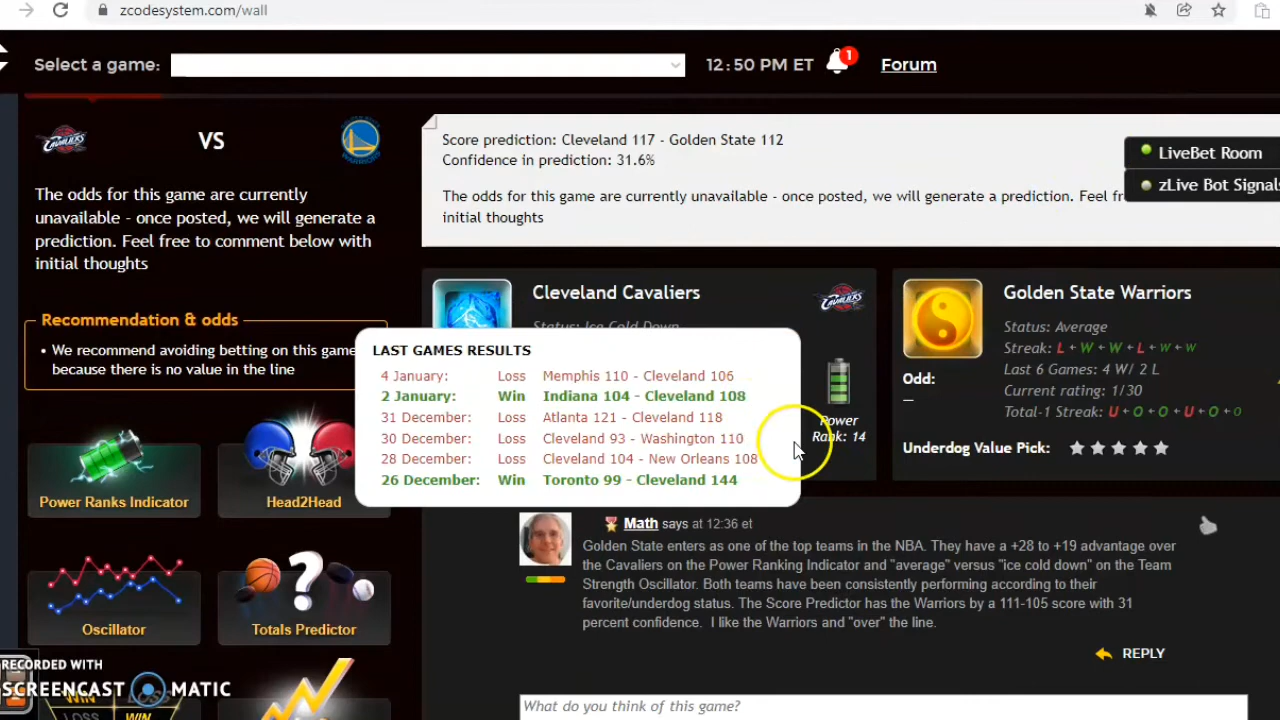 zcodesystem.com/wall
Select a game:
12:50 PM ET
1
Forum
CAVALIERS
VS
WARRIORS
The odds for this game are currently
unavailable - once posted, we will generate a
prediction. Feel free to comment below with
initial thoughts
Recommendation & odds
• We recommend avoiding betting on this game
because there is no value in the line
Power Ranks Indicator
Head2Head
Oscillator
Totals Predictor
WIN
LOSS
WIN
Score prediction: Cleveland 117 - Golden State 112
Confidence in prediction: 31.6%
The odds for this game are currently unavailable - once posted, we will generate a prediction. Feel fr
initial thoughts
LiveBet Room
zLive Bot Signals
Cleveland Cavaliers
Status: Ice Cold Down
CAVALIERS
Power
Rank: 14
LAST GAMES RESULTS
4 January: Loss Memphis 110 - Cleveland 106
2 January: Win Indiana 104 - Cleveland 108
31 December: Loss Atlanta 121 - Cleveland 118
30 December: Loss Cleveland 93 - Washington 110
28 December: Loss Cleveland 104 - New Orleans 108
26 December: Win Toronto 99 - Cleveland 144
Golden State Warriors
Status: Average
Streak: L + W + W + L + W + W
Last 6 Games: 4 W/ 2 L
Current rating: 1/30
Total-1 Streak: U + O + O + U + O + O
Odd:
—
Underdog Value Pick: ★ ★ ★ ★ ★
Math says at 12:36 et
Golden State enters as one of the top teams in the NBA. They have a +28 to +19 advantage over
the Cavaliers on the Power Ranking Indicator and "average" versus "ice cold down" on the Team
Strength Oscillator. Both teams have been consistently performing according to their
favorite/underdog status. The Score Predictor has the Warriors by a 111-105 score with 31
percent confidence. I like the Warriors and "over" the line.
REPLY
What do you think of this game?
RECORDED WITH
SCREENCAST MATIC